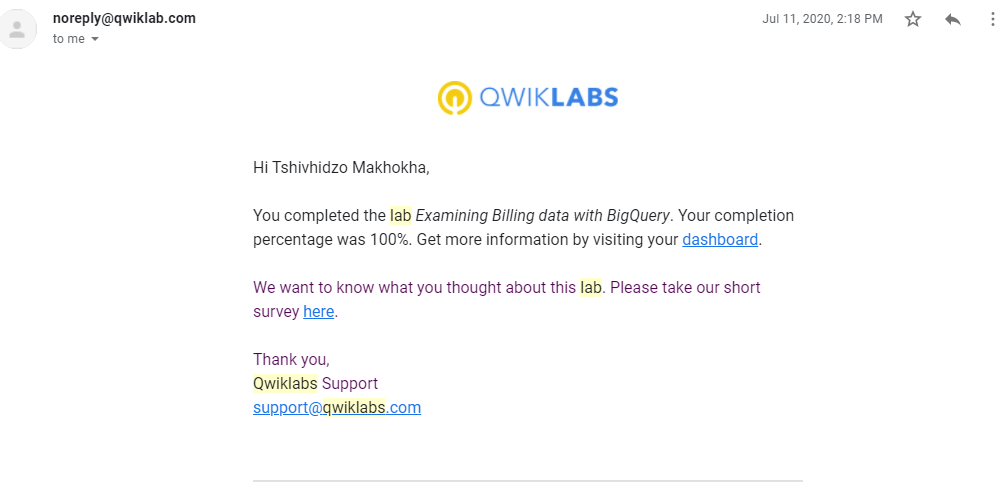 noreply@qwiklab.com
Jul 11, 2020, 2:18 PM
to me
QWIKLABS
Hi Tshivhidzo Makhokha,
You completed the lab Examining Billing data with BigQuery. Your completion
percentage was 100%. Get more information by visiting your dashboard.
We want to know what you thought about this lab. Please take our short
survey here.
Thank you,
Qwiklabs Support
support@qwiklabs.com